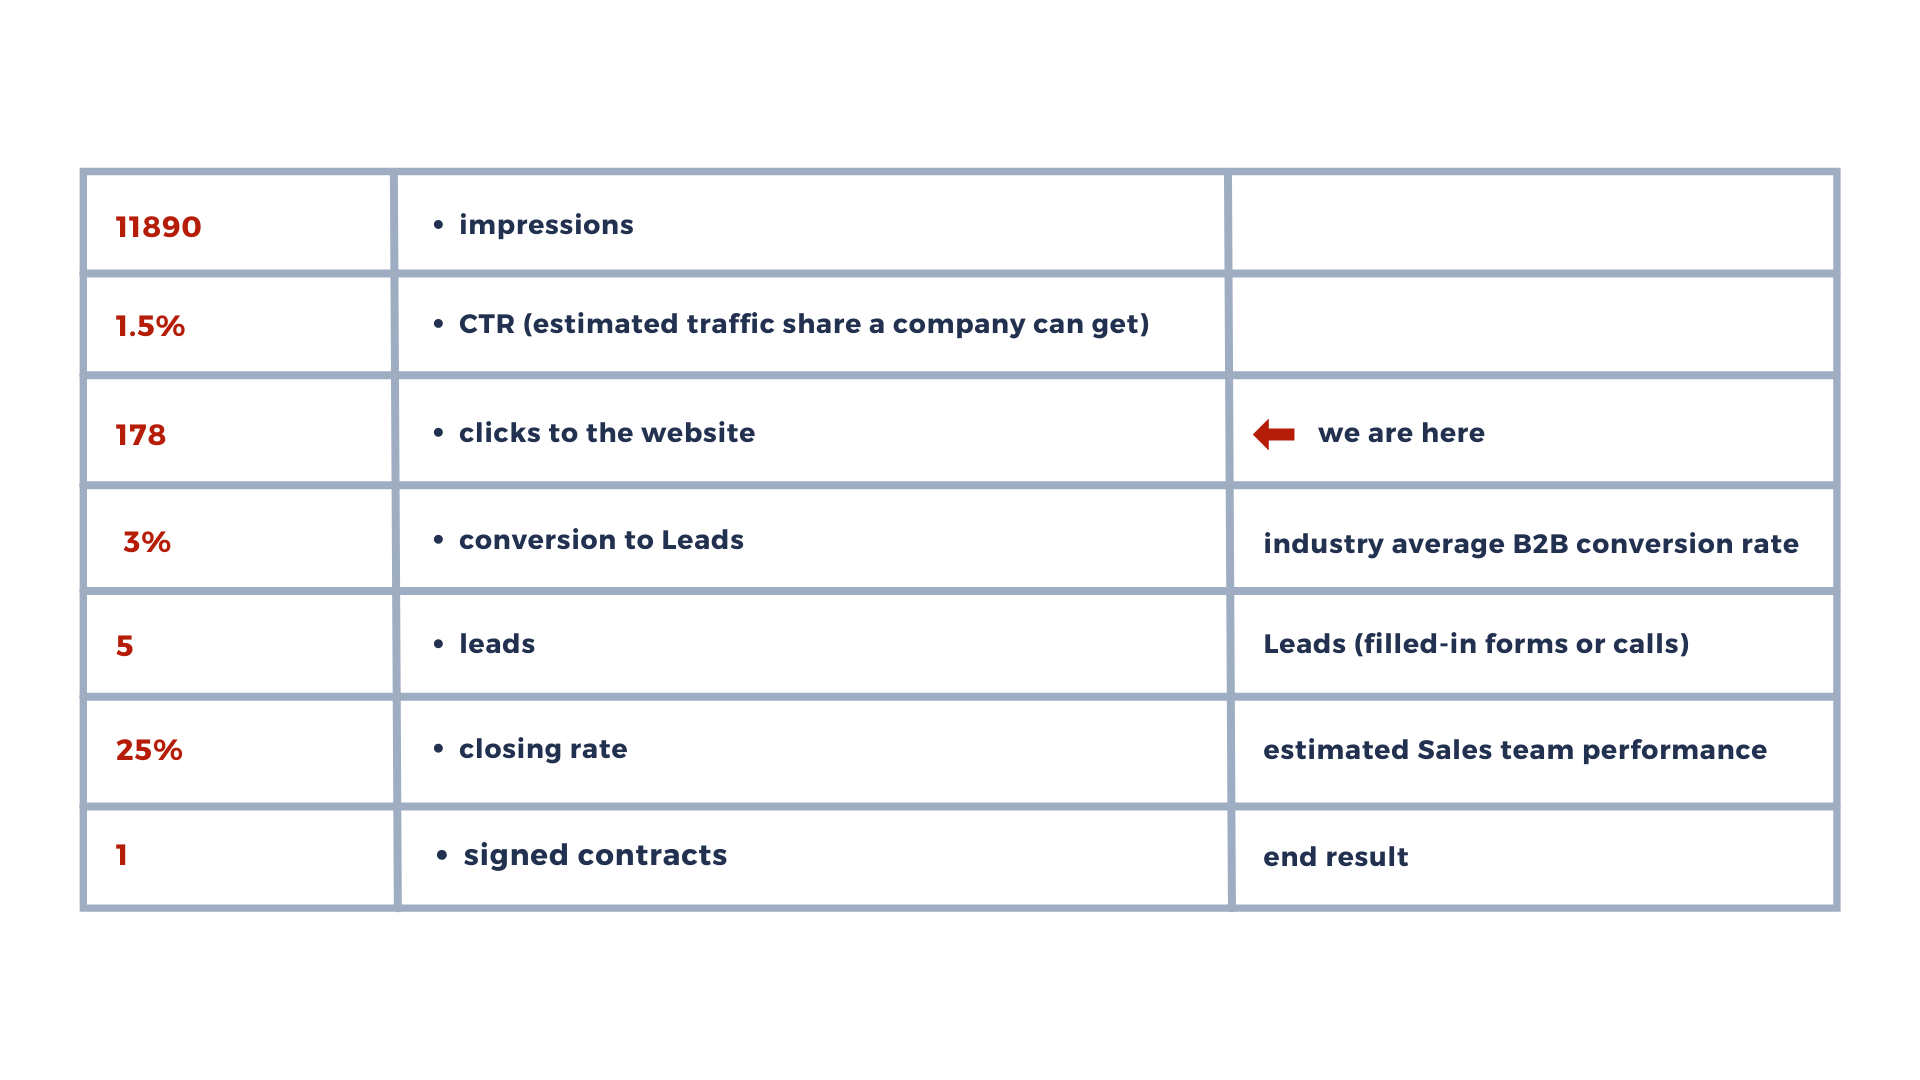 11890 • impressions
1.5% • CTR (estimated traffic share a company can get)
178 • clicks to the website we are here
3% • conversion to Leads industry average B2B conversion rate
5 • leads Leads (filled-in forms or calls)
25% • closing rate estimated Sales team performance
1 • signed contracts end result